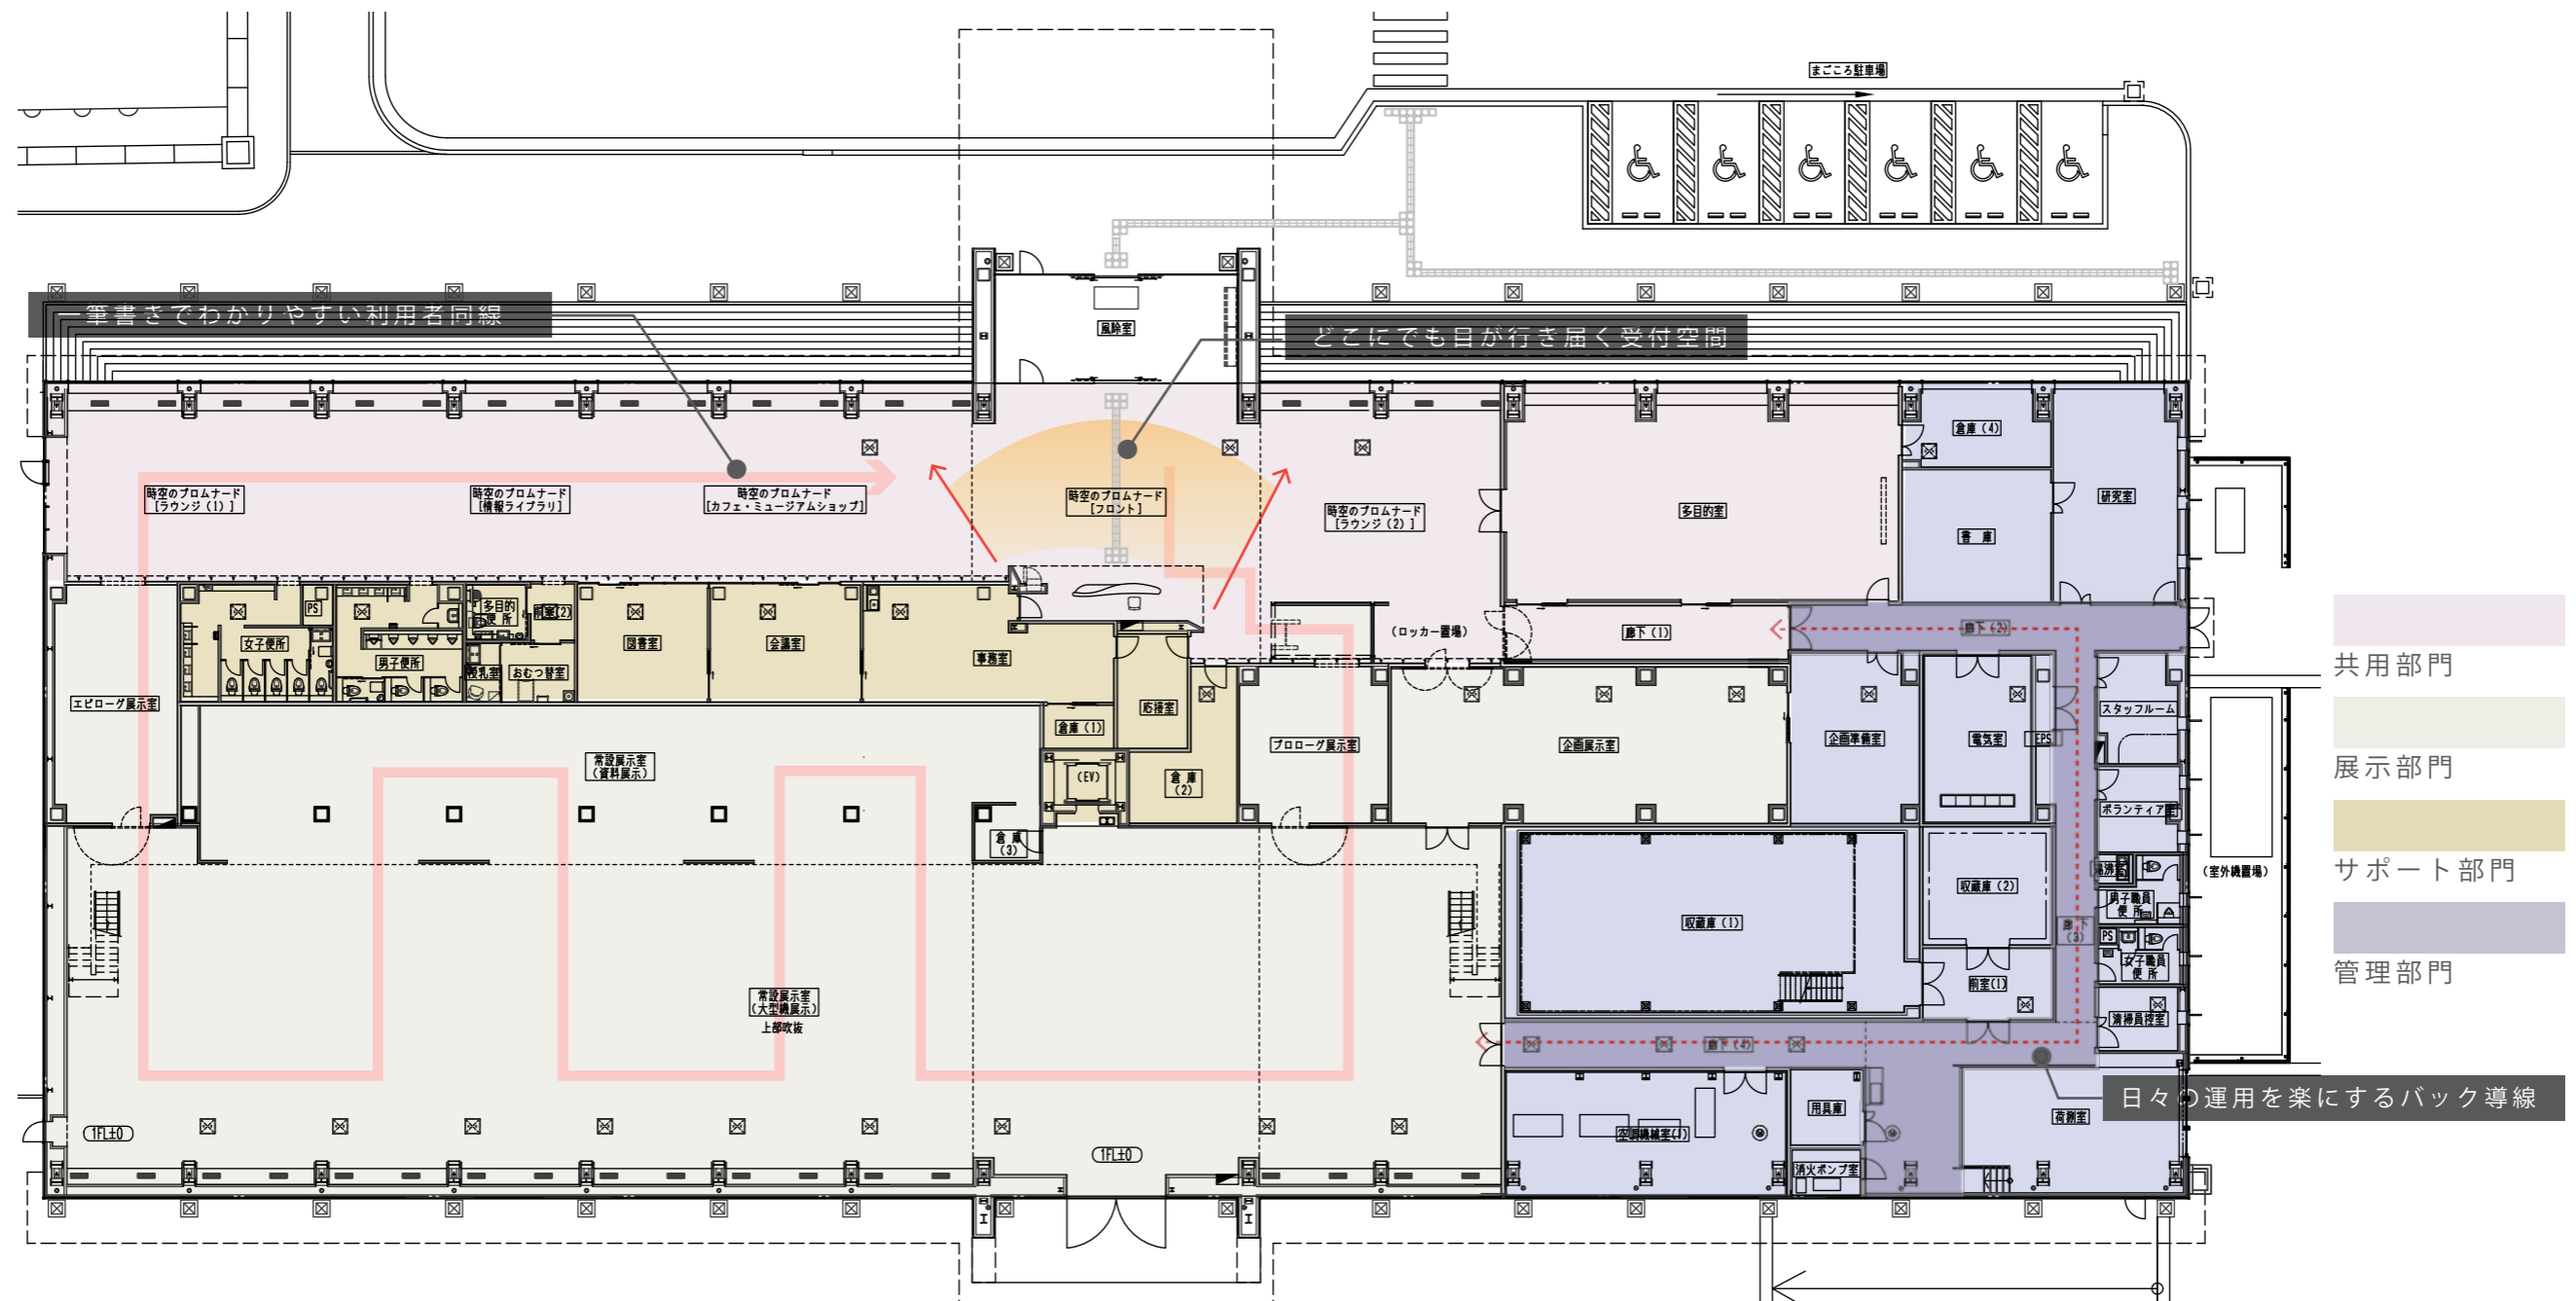 まごころ駐車場
一筆書きでわかりやすい利用者同線
風除室
どこにでも目が行き届く受付空間
時空のプロムナード
[ラウンジ(1)]
時空のプロムナード
[情報ライブラリ]
時空のプロムナード
[カフェ・ミュージアムショップ]
時空のプロムナード
[フロント]
時空のプロムナード
[ラウンジ(2)]
多目的室
倉庫(4)
書 庫
研究室
PS
女子便所
男子便所
多目的
便 所
前室(2)
授乳室
おむつ替室
図書室
会議室
事務室
(ロッカー置場)
廊下(1)
廊下(2)
エピローグ展示室
倉庫(1)
応接室
(EV)
倉 庫
(2)
プロローグ展示室
企画展示室
企画準備室
電気室
EPS
スタッフルーム
ボランティア室
常設展示室
(資料展示)
倉 庫
(3)
収蔵庫(1)
収蔵庫(2)
湯沸室
男子職員
便 所
廊 下
(3)
PS
女子職員
便 所
前室(1)
清掃員控室
(室外機置場)
常設展示室
(大型機展示)
上部吹抜
廊下(4)
日々の運用を楽にするバック導線
荷捌室
用具庫
空調機械室(1)
消火ポンプ室
1FL±0
1FL±0
共用部門
展示部門
サポート部門
管理部門